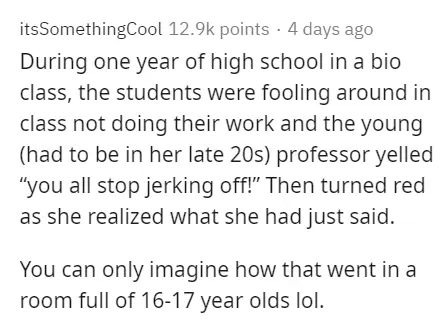 itsSomethingCool 12.9k points · 4 days ago
During one year of high school in a bio
class, the students were fooling around in
class not doing their work and the young
(had to be in her late 20s) professor yelled
“you all stop jerking off!” Then turned red
as she realized what she had just said.
You can only imagine how that went in a
room full of 16-17 year olds lol.